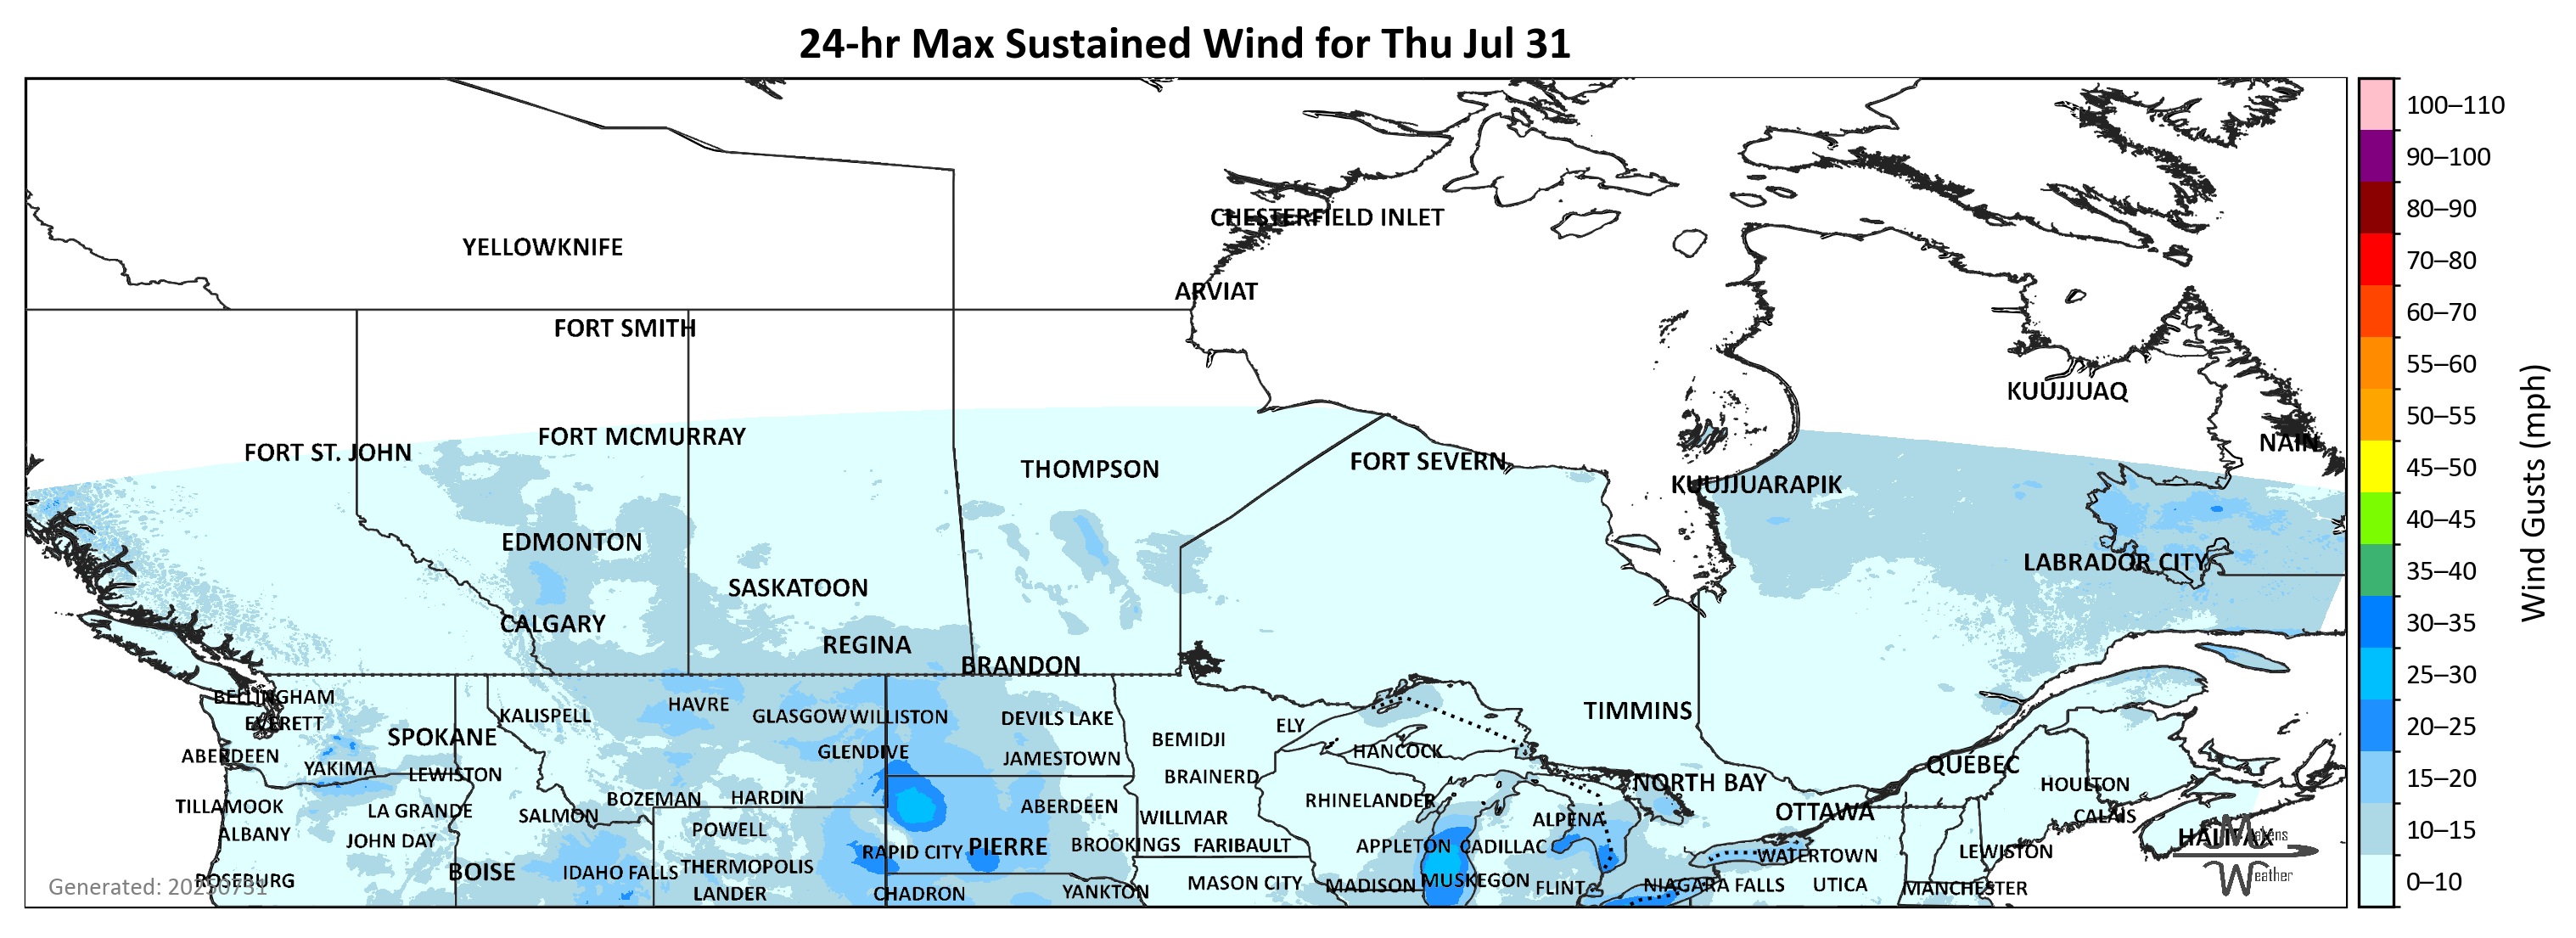 24-hr Max Sustained Wind for Thu Jul 31
100–110
90–100
80–90
70–80
60–70
55–60
50–55
45–50
40–45
35–40
30–35
25–30
20–25
15–20
10–15
0–10
Wind Gusts (mph)
CHESTERFIELD INLET
YELLOWKNIFE
ARVIAT
FORT SMITH
KUUJJUAQ
FORT MCMURRAY
NAIN
FORT ST. JOHN
FORT SEVERN
THOMPSON
KUUJJUARAPIK
EDMONTON
LABRADOR CITY
SASKATOON
CALGARY
REGINA
BRANDON
BELLINGHAM
HAVRE
TIMMINS
KALISPELL
GLASGOW
WILLISTON
DEVILS LAKE
EVERETT
ELY
SPOKANE
BEMIDJI
GLENDIVE
HANCOCK
ABERDEEN
JAMESTOWN
QUÉBEC
YAKIMA
LEWISTON
BRAINERD
NORTH BAY
HOULTON
BOZEMAN
HARDIN
RHINELANDER
TILLAMOOK
LA GRANDE
ABERDEEN
OTTAWA
SALMON
WILLMAR
ALPENA
CALAIS
POWELL
ALBANY
HALIFAX
Makens
JOHN DAY
PIERRE
BROOKINGS
FARIBAULT
APPLETON
CADILLAC
RAPID CITY
LEWISTON
WATERTOWN
THERMOPOLIS
BOISE
IDAHO FALLS
Weather
ROSEBURG
MUSKEGON
MASON CITY
MADISON
NIAGARA FALLS
UTICA
FLINT
MANCHESTER
Generated: 20250731
LANDER
CHADRON
YANKTON